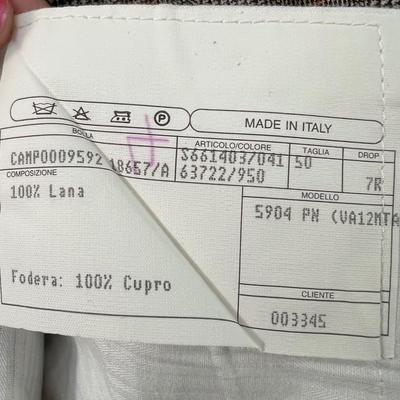 P
MADE IN ITALY
BOLLA
ARTICOLO/COLORE
TAGLIA
DROP
CAMP0009592 A8657/A S661403/041 50
63722/950
7R
COMPOSIZIONE
100% Lana
MODELLO
5904 PN (VA12MTA
Fodera: 100% Cupro
CLIENTE
003345